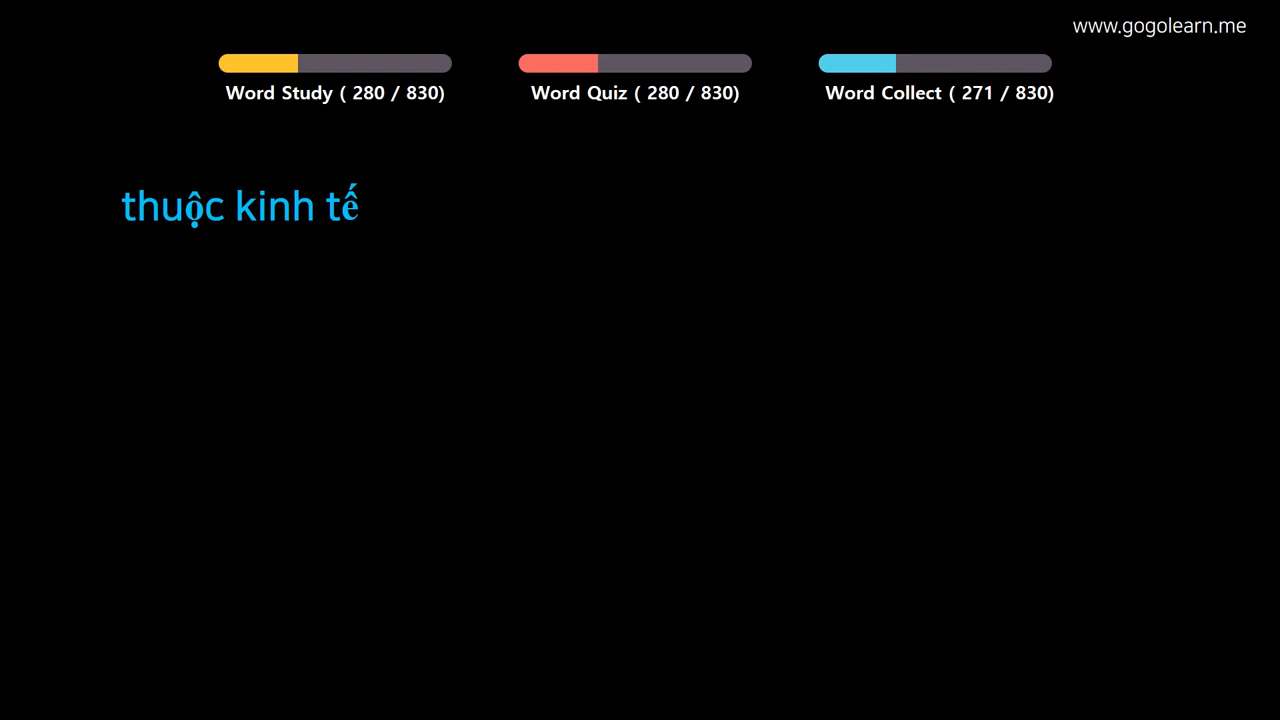 www.gogolearn.me
Word Study ( 280 / 830)
Word Quiz ( 280 / 830)
Word Collect ( 271 / 830)
thuộc kinh tế